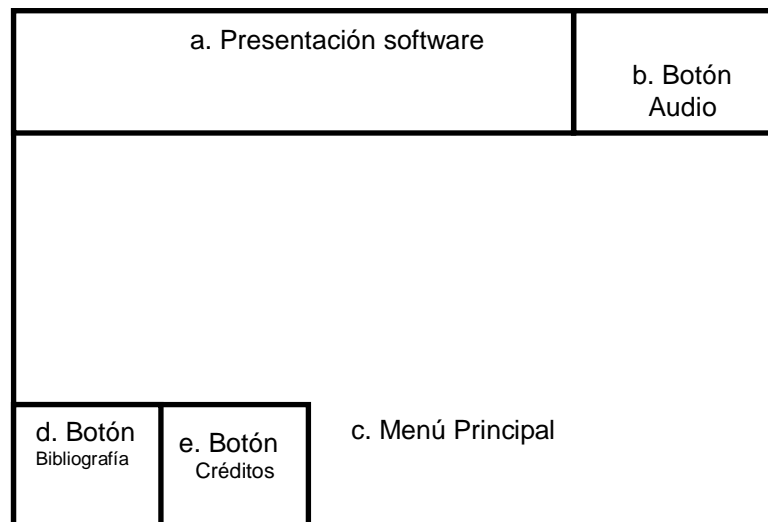 a. Presentación software
b. Botón
Audio
d. Botón
Bibliografía
e. Botón
Créditos
c. Menú Principal